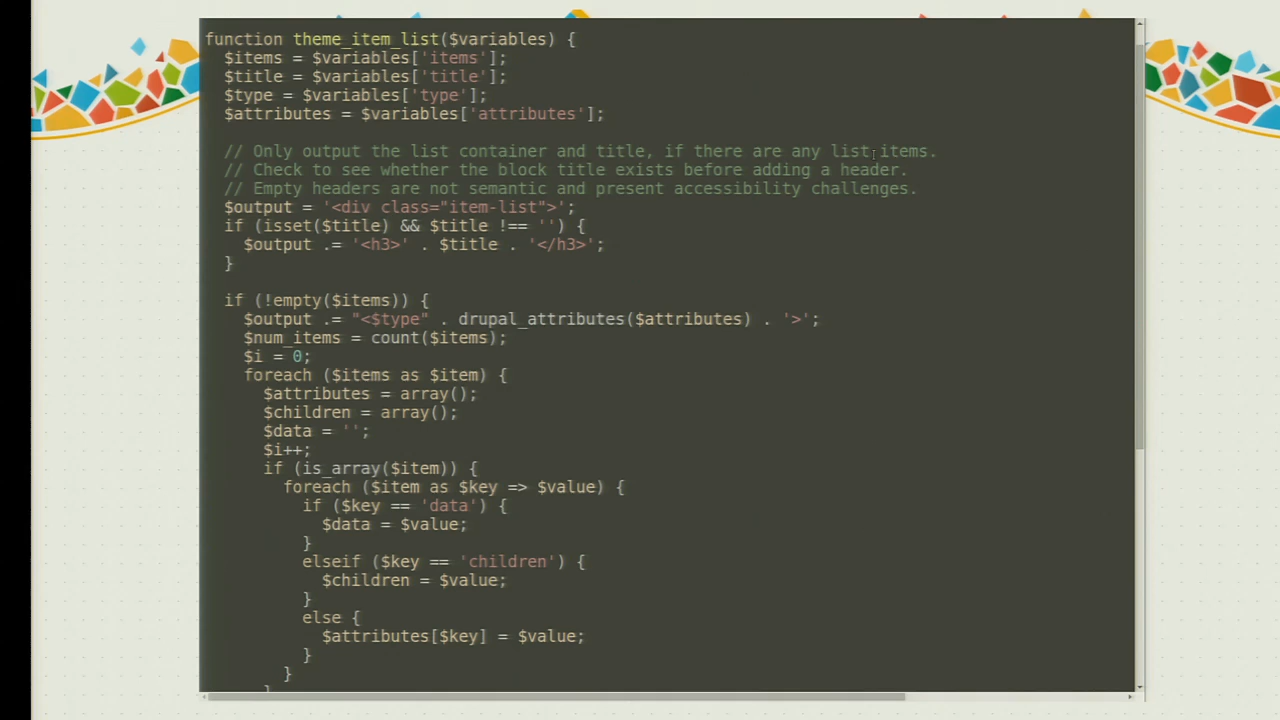 function theme_item_list($variables) {
  $items = $variables['items'];
  $title = $variables['title'];
  $type = $variables['type'];
  $attributes = $variables['attributes'];

  // Only output the list container and title, if there are any list items.
  // Check to see whether the block title exists before adding a header.
  // Empty headers are not semantic and present accessibility challenges.
  $output = '<div class="item-list">';
  if (isset($title) && $title !== '') {
    $output .= '<h3>' . $title . '</h3>';
  }

  if (!empty($items)) {
    $output .= "<$type" . drupal_attributes($attributes) . '>';
    $num_items = count($items);
    $i = 0;
    foreach ($items as $item) {
      $attributes = array();
      $children = array();
      $data = '';
      $i++;
      if (is_array($item)) {
        foreach ($item as $key => $value) {
          if ($key == 'data') {
            $data = $value;
          }
          elseif ($key == 'children') {
            $children = $value;
          }
          else {
            $attributes[$key] = $value;
          }
        }